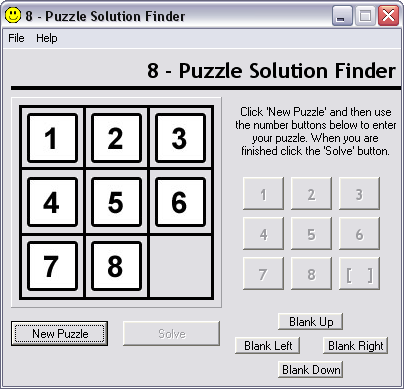 8 - Puzzle Solution Finder
File Help
8 - Puzzle Solution Finder
1 2 3
4 5 6
7 8
Click 'New Puzzle' and then use
the number buttons below to enter
your puzzle. When you are
finished click the 'Solve' button.
1 2 3
4 5 6
7 8 [ ]
New Puzzle Solve
Blank Up
Blank Left Blank Right
Blank Down